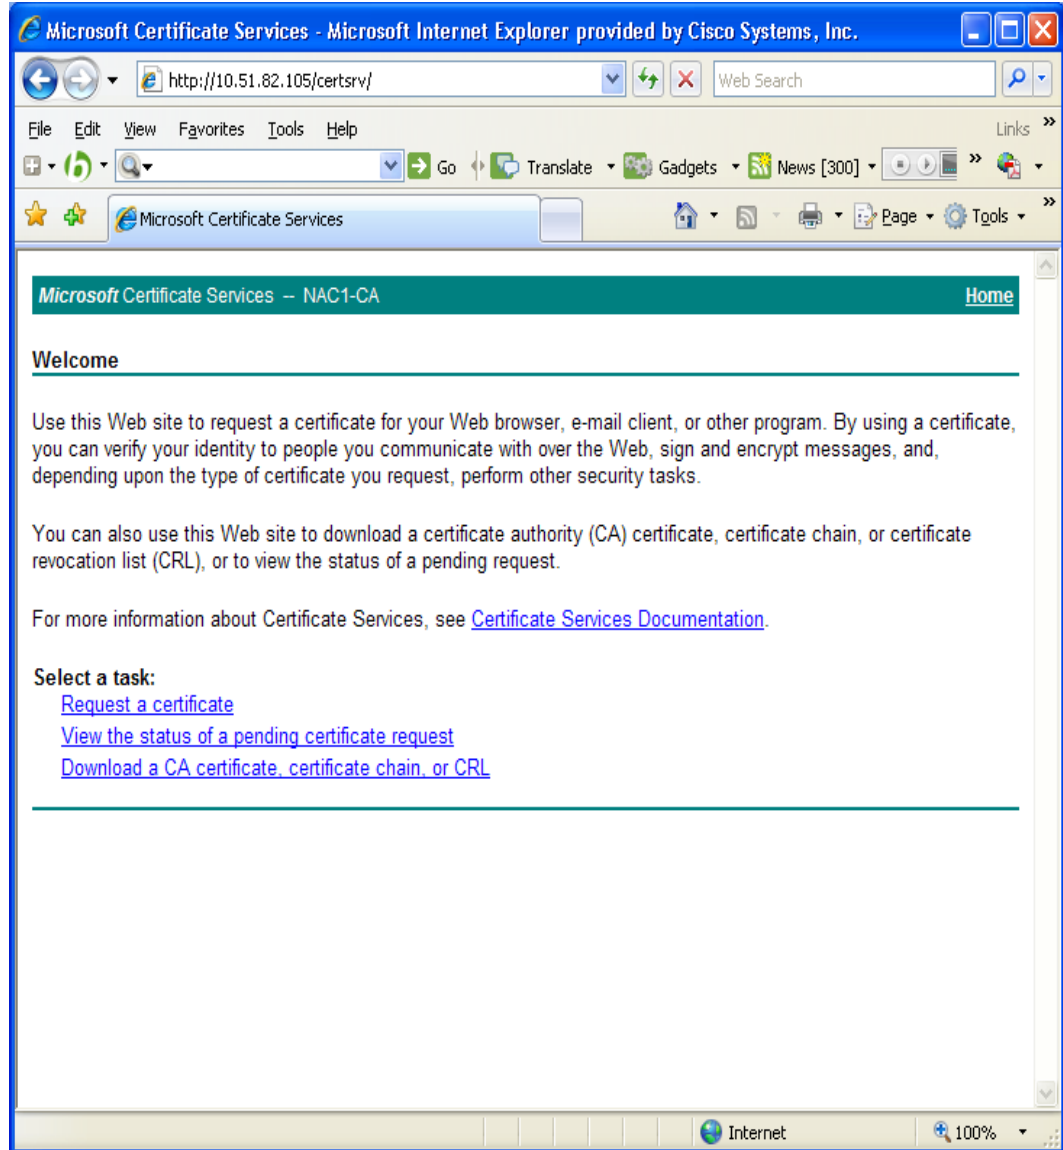 Microsoft Certificate Services - Microsoft Internet Explorer provided by Cisco Systems, Inc.
http://10.51.82.105/certsrv/
Web Search
File Edit View Favorites Tools Help Links »
Go Translate Gadgets News [300] »
Microsoft Certificate Services
Page Tools »
Microsoft Certificate Services -- NAC1-CA Home
Welcome
Use this Web site to request a certificate for your Web browser, e-mail client, or other program. By using a certificate,
you can verify your identity to people you communicate with over the Web, sign and encrypt messages, and,
depending upon the type of certificate you request, perform other security tasks.
You can also use this Web site to download a certificate authority (CA) certificate, certificate chain, or certificate
revocation list (CRL), or to view the status of a pending request.
For more information about Certificate Services, see Certificate Services Documentation.
Select a task:
Request a certificate
View the status of a pending certificate request
Download a CA certificate, certificate chain, or CRL
Internet 100%